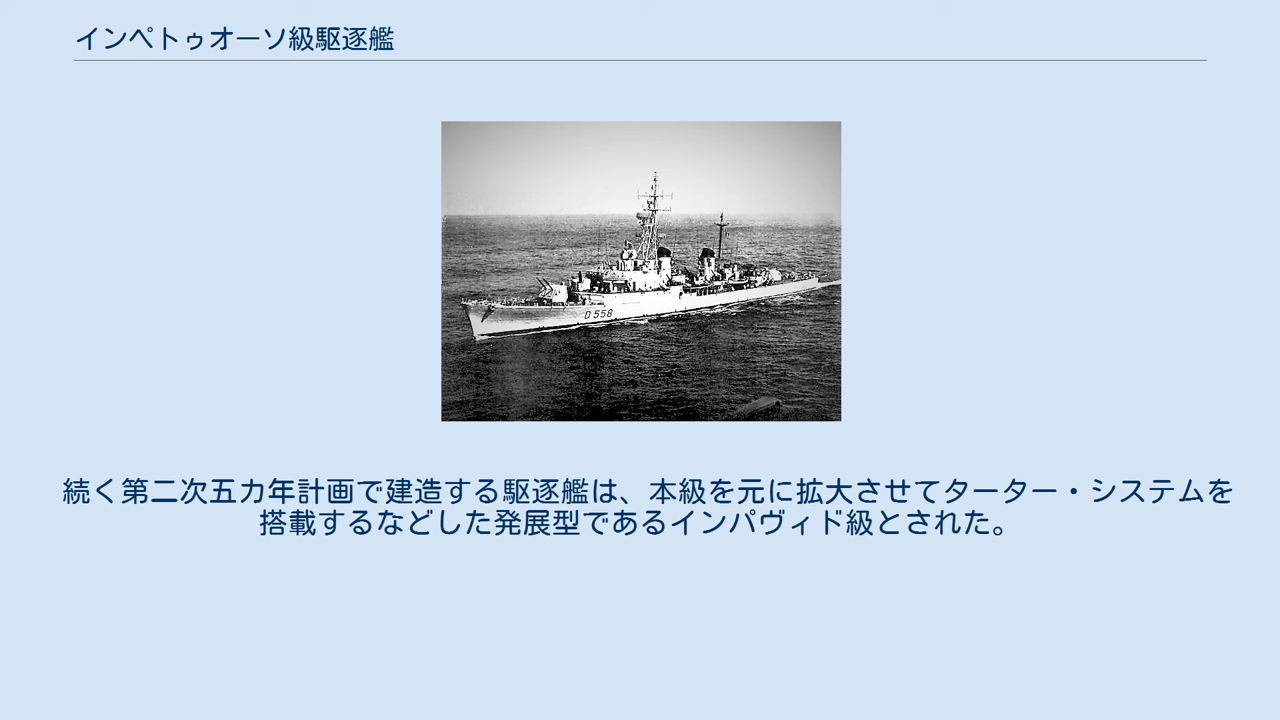 インペトゥオーソ級駆逐艦
D 558
続く第二次五カ年計画で建造する駆逐艦は、本級を元に拡大させてターター・システムを
搭載するなどした発展型であるインパヴィド級とされた。